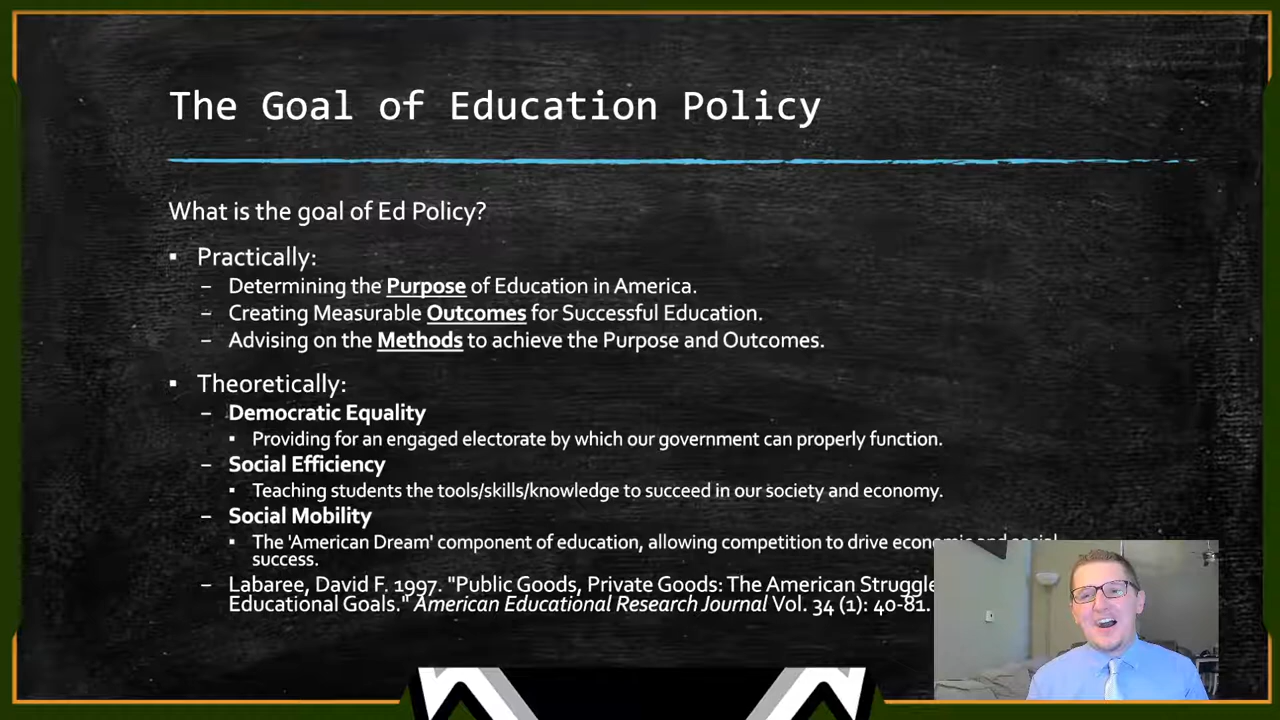 The Goal of Education Policy
What is the goal of Ed Policy?
▪ Practically:
– Determining the Purpose of Education in America.
– Creating Measurable Outcomes for Successful Education.
– Advising on the Methods to achieve the Purpose and Outcomes.
▪ Theoretically:
– Democratic Equality
▪ Providing for an engaged electorate by which our government can properly function.
– Social Efficiency
▪ Teaching students the tools/skills/knowledge to succeed in our society and economy.
– Social Mobility
▪ The 'American Dream' component of education, allowing competition to drive economic and social
success.
– Labaree, David F. 1997. "Public Goods, Private Goods: The American Struggle
Educational Goals." American Educational Research Journal Vol. 34 (1): 40-81.